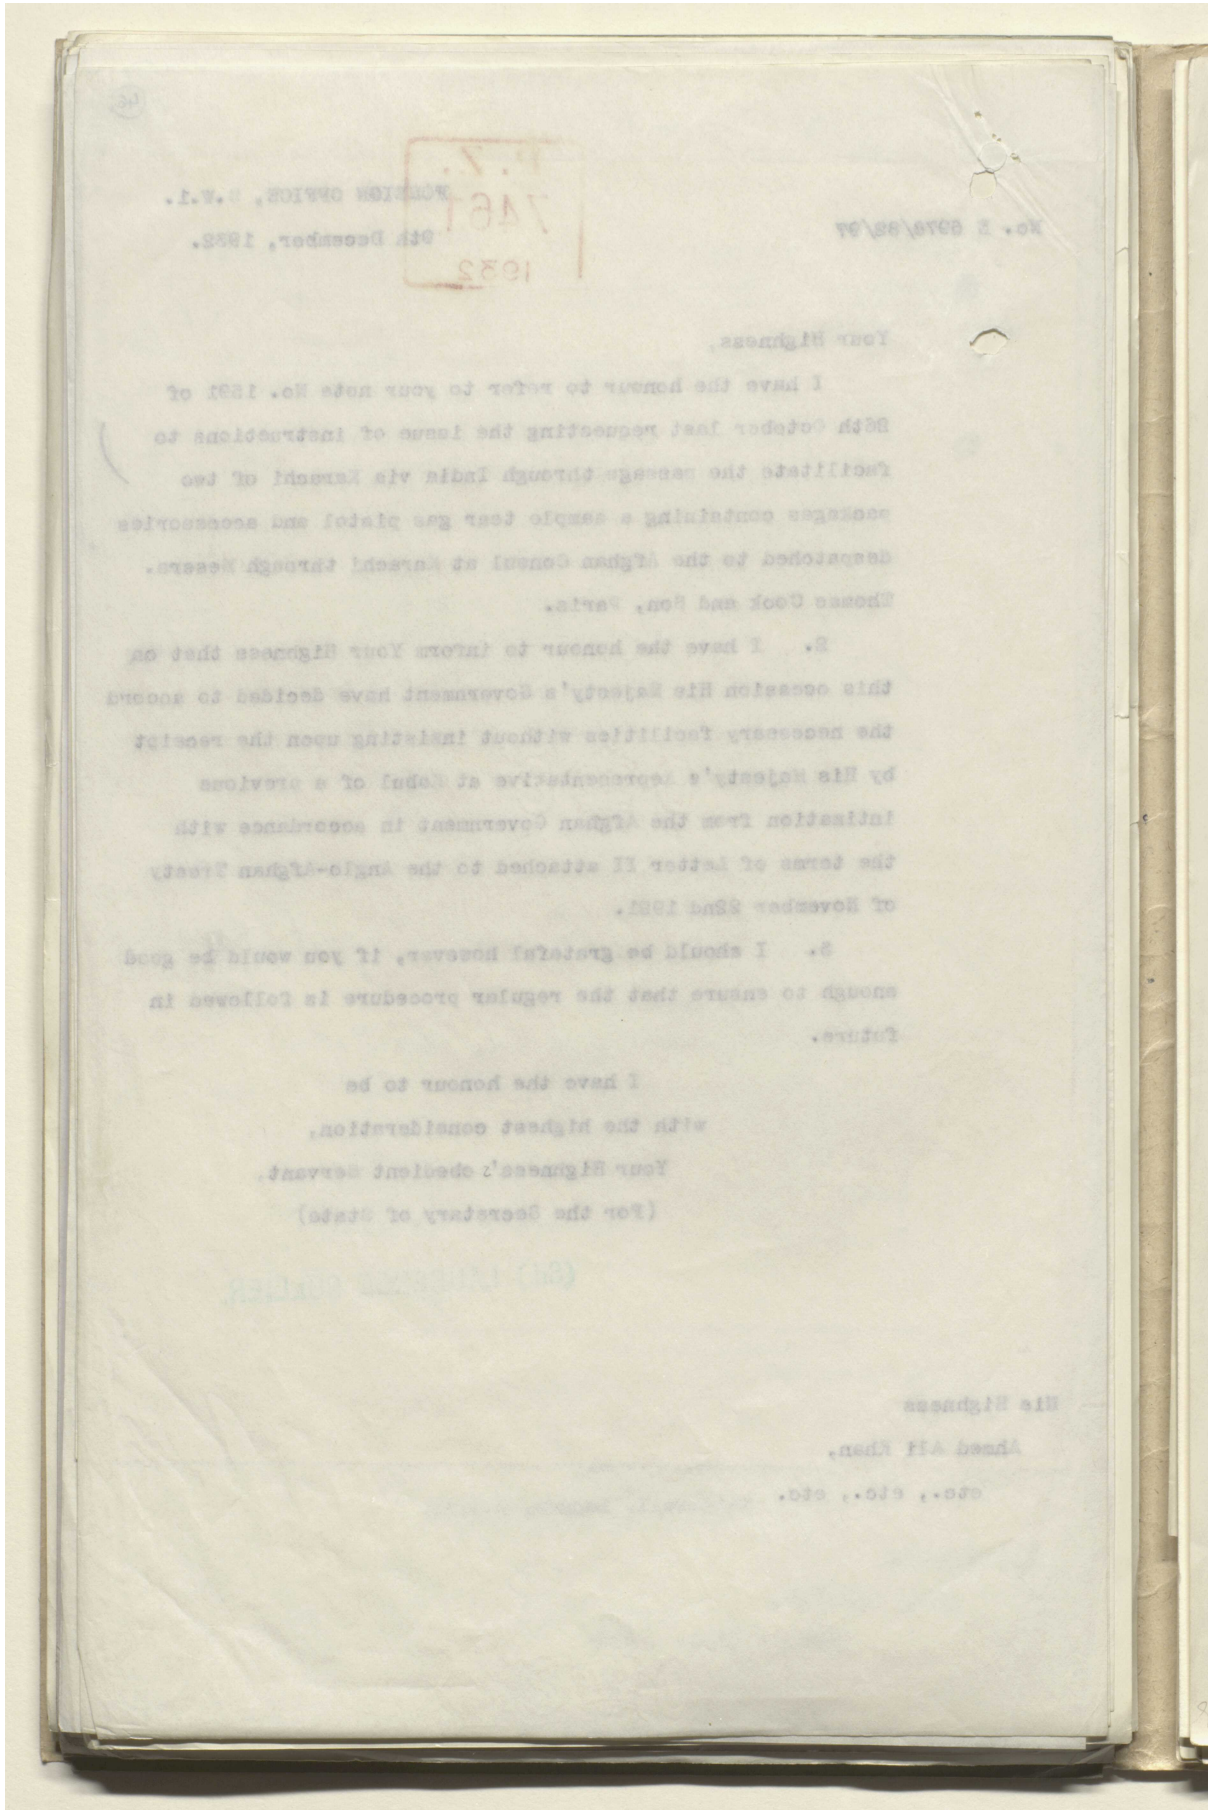 P. Z.
746
1932
No. N 6978/82/97
FOREIGN OFFICE, S.W.1.
9th December, 1932.
Your Highness,
I have the honour to refer to your note No. 1591 of
26th October last requesting the issue of instructions to
facilitate the passage through India via Karachi of two
packages containing a sample tear gas pistol and accessories
despatched to the Afghan Consul at Karachi through Messrs.
Thomas Cook and Son, Paris.
2. I have the honour to inform Your Highness that on
this occasion His Majesty's Government have decided to accord
the necessary facilities without insisting upon the receipt
by His Majesty's Representative at Kabul of a previous
intimation from the Afghan Government in accordance with
the terms of Letter II attached to the Anglo-Afghan Treaty
of November 22nd 1921.
3. I should be grateful however, if you would be good
enough to ensure that the regular procedure is followed in
future.
I have the honour to be
with the highest consideration,
Your Highness's obedient Servant,
(For the Secretary of State)
(Sd) LAURENCE COLLIER.
His Highness
Ahmed Ali Khan,
etc., etc., etc.